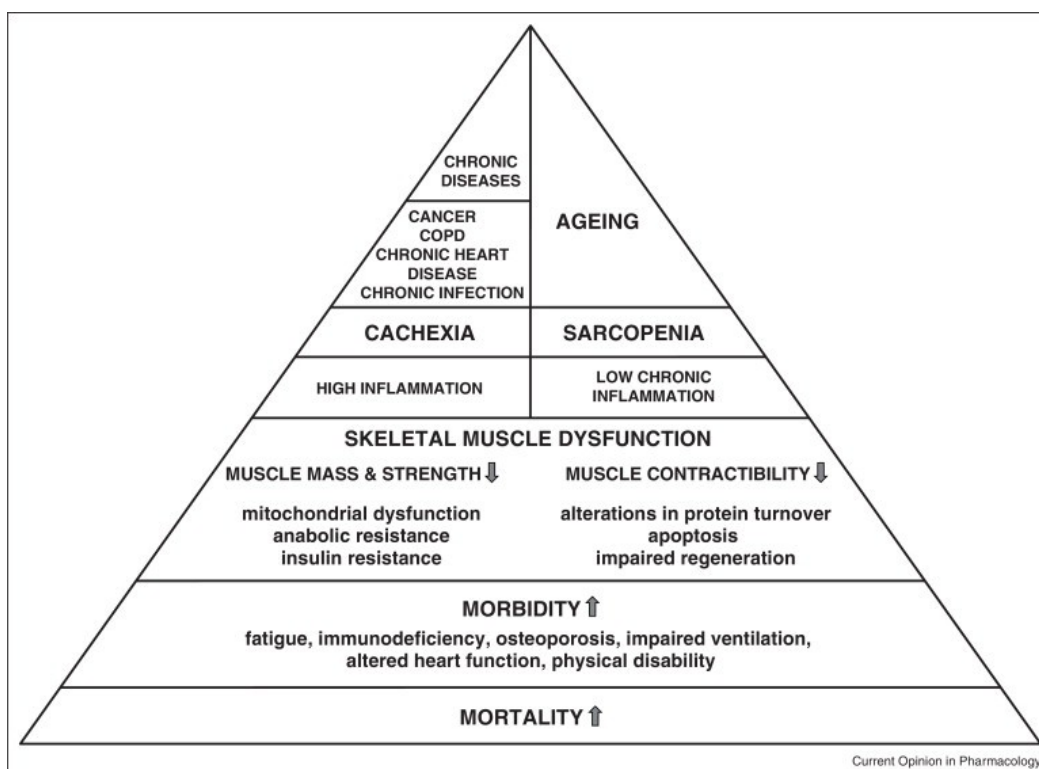 CHRONIC
DISEASES
CANCER
COPD
CHRONIC HEART
DISEASE
CHRONIC INFECTION
AGEING
CACHEXIA
SARCOPENIA
HIGH INFLAMMATION
LOW CHRONIC
INFLAMMATION
SKELETAL MUSCLE DYSFUNCTION
MUSCLE MASS & STRENGTH ⇩
mitochondrial dysfunction
anabolic resistance
insulin resistance
MUSCLE CONTRACTIBILITY ⇩
alterations in protein turnover
apoptosis
impaired regeneration
MORBIDITY ⇧
fatigue, immunodeficiency, osteoporosis, impaired ventilation,
altered heart function, physical disability
MORTALITY ⇧
Current Opinion in Pharmacology